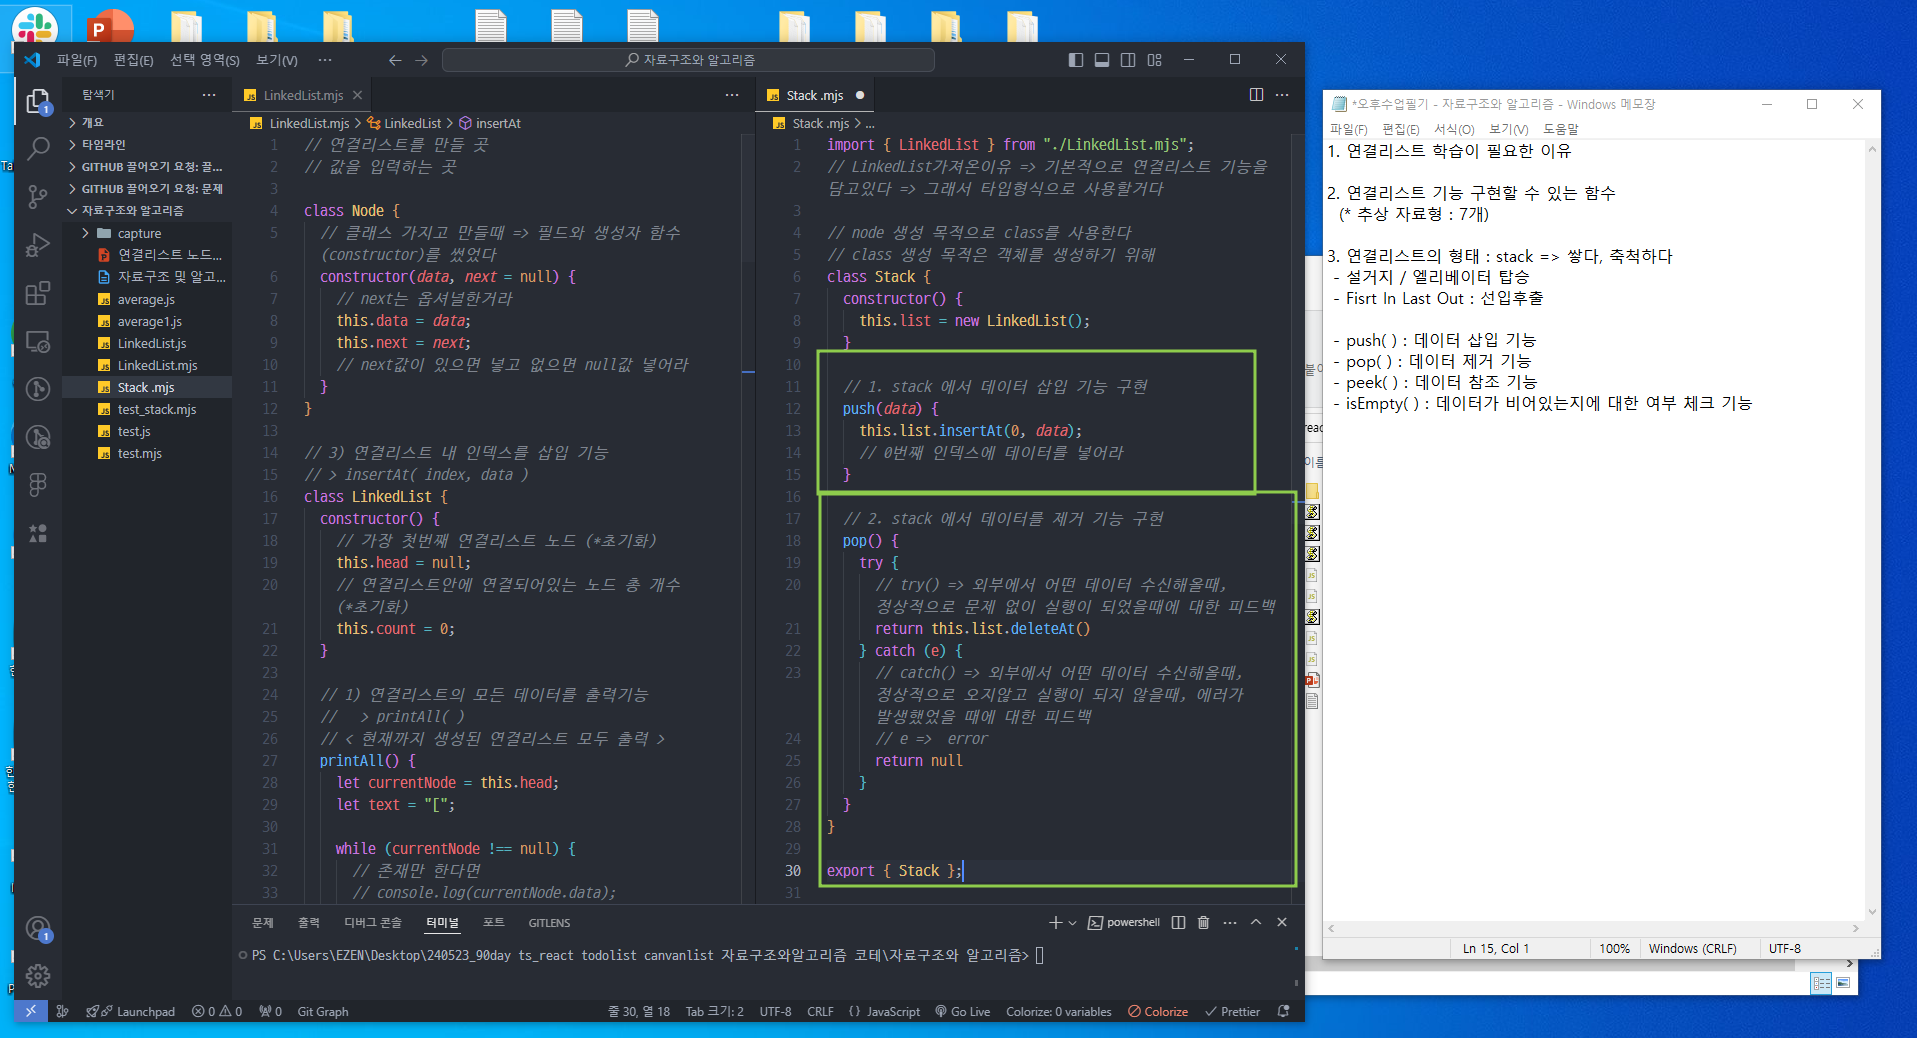 파일(F) 편집(E) 선택 영역(S) 보기(V) ···
자료구조와 알고리즘
탐색기
개요
타임라인
GITHUB 끌어오기 요청: 끌...
GITHUB 끌어오기 요청: 문제
자료구조와 알고리즘
capture
연결리스트 노드...
자료구조 및 알고...
average.js
average1.js
LinkedList.js
LinkedList.mjs
Stack .mjs
test_stack.mjs
test.js
test.mjs
LinkedList.mjs
LinkedList.mjs > LinkedList > insertAt
1 // 연결리스트를 만들 곳
2 // 값을 입력하는 곳
3
4 class Node {
5 // 클래스 가지고 만들때 => 필드와 생성자 함수
(constructor)를 썼었다
6 constructor(data, next = null) {
7 // next는 옵셔널한거라
8 this.data = data;
9 this.next = next;
10 // next값이 있으면 넣고 없으면 null값 넣어라
11 }
12 }
13
14 // 3) 연결리스트 내 인덱스를 삽입 기능
15 // > insertAt( index, data )
16 class LinkedList {
17 constructor() {
18 // 가장 첫번째 연결리스트 노드 (*초기화)
19 this.head = null;
20 // 연결리스트안에 연결되어있는 노드 총 개수
(*초기화)
21 this.count = 0;
22 }
23
24 // 1) 연결리스트의 모든 데이터를 출력기능
25 // > printAll( )
26 // < 현재까지 생성된 연결리스트 모두 출력 >
27 printAll() {
28 let currentNode = this.head;
29 let text = "[";
30
31 while (currentNode !== null) {
32 // 존재만 한다면
33 // console.log(currentNode.data);
Stack .mjs
Stack .mjs > ...
1 import { LinkedList } from "./LinkedList.mjs";
2 // LinkedList가져온이유 => 기본적으로 연결리스트 기능을
담고있다 => 그래서 타입형식으로 사용할거다
3
4 // node 생성 목적으로 class를 사용한다
5 // class 생성 목적은 객체를 생성하기 위해
6 class Stack {
7 constructor() {
8 this.list = new LinkedList();
9 }
10
11 // 1. stack 에서 데이터 삽입 기능 구현
12 push(data) {
13 this.list.insertAt(0, data);
14 // 0번째 인덱스에 데이터를 넣어라
15 }
16
17 // 2. stack 에서 데이터를 제거 기능 구현
18 pop() {
19 try {
20 // try() => 외부에서 어떤 데이터 수신해올때,
정상적으로 문제 없이 실행이 되었을때에 대한 피드백
21 return this.list.deleteAt()
22 } catch (e) {
23 // catch() => 외부에서 어떤 데이터 수신해올때,
정상적으로 오지않고 실행이 되지 않을때, 에러가
발생했었을 때에 대한 피드백
24 // e => error
25 return null
26 }
27 }
28 }
29
30 export { Stack };
31
문제 출력 디버그 콘솔 터미널 포트 GITLENS
powershell
PS C:\Users\EZEN\Desktop\240523_90day ts_react todolist canvanlist 자료구조와알고리즘 코테\자료구조와 알고리즘>
Launchpad 0 0 0 Git Graph
줄 30, 열 18 Tab 크기: 2 UTF-8 CRLF {} JavaScript Go Live Colorize: 0 variables Colorize Prettier
*오후수업필기 - 자료구조와 알고리즘 - Windows 메모장
파일(F) 편집(E) 서식(O) 보기(V) 도움말
1. 연결리스트 학습이 필요한 이유
2. 연결리스트 기능 구현할 수 있는 함수
(* 추상 자료형 : 7개)
3. 연결리스트의 형태 : stack => 쌓다, 축척하다
- 설거지 / 엘리베이터 탑승
- Fisrt In Last Out : 선입후출
- push( ) : 데이터 삽입 기능
- pop( ) : 데이터 제거 기능
- peek( ) : 데이터 참조 기능
- isEmpty( ) : 데이터가 비어있는지에 대한 여부 체크 기능
Ln 15, Col 1 100% Windows (CRLF) UTF-8